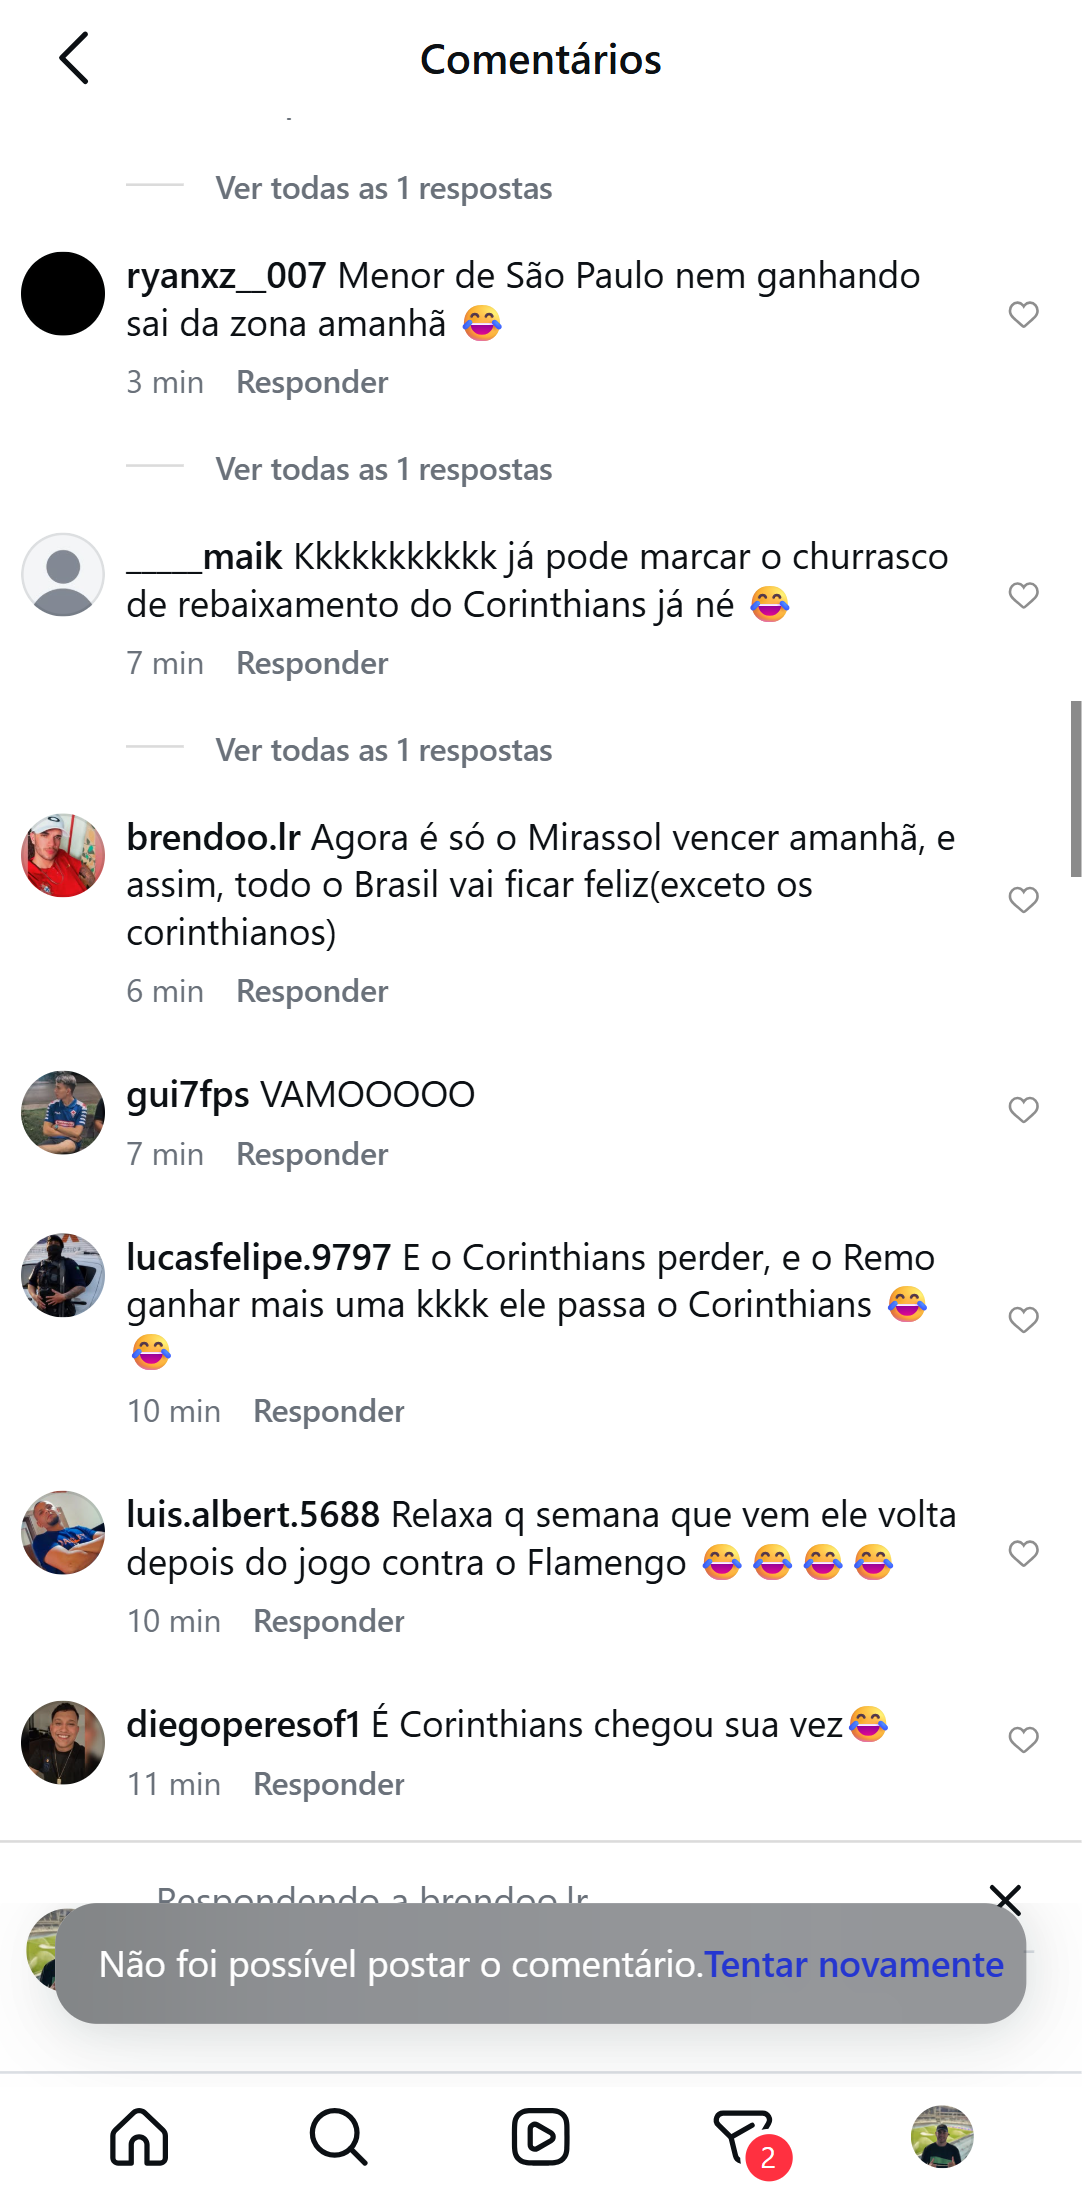 Comentários
Ver todas as 1 respostas
ryanxz__007 Menor de São Paulo nem ganhando
sai da zona amanhã 😂
3 min Responder
Ver todas as 1 respostas
_____maik Kkkkkkkkkkk já pode marcar o churrasco
de rebaixamento do Corinthians já né 😂
7 min Responder
Ver todas as 1 respostas
brendoo.lr Agora é só o Mirassol vencer amanhã, e
assim, todo o Brasil vai ficar feliz(exceto os
corinthianos)
6 min Responder
gui7fps VAMOOOOO
7 min Responder
lucasfelipe.9797 E o Corinthians perder, e o Remo
ganhar mais uma kkkk ele passa o Corinthians 😂
😂
10 min Responder
luis.albert.5688 Relaxa q semana que vem ele volta
depois do jogo contra o Flamengo 😂😂😂😂
10 min Responder
diegoperesof1 É Corinthians chegou sua vez😂
11 min Responder
Respondendo a brendoo.lr
Não foi possível postar o comentário.Tentar novamente
2